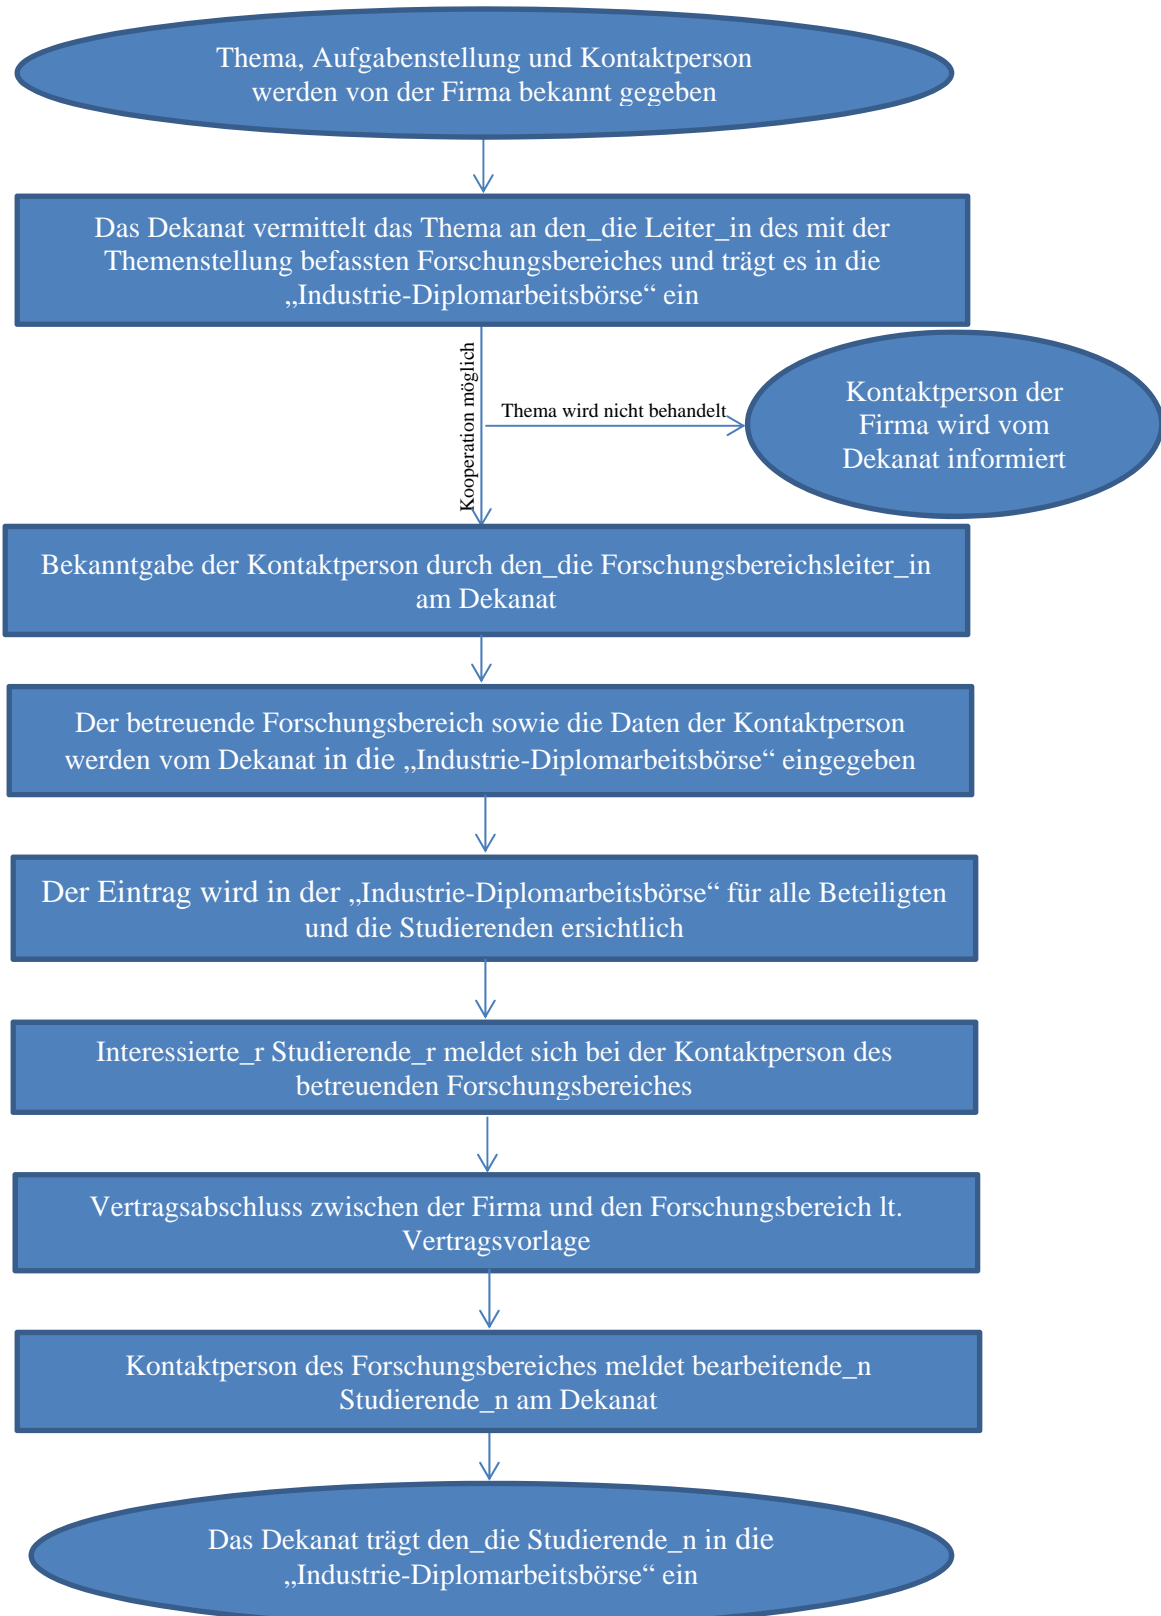 Thema, Aufgabenstellung und Kontaktperson
werden von der Firma bekannt gegeben
Das Dekanat vermittelt das Thema an den_die Leiter_in des mit der
Themenstellung befassten Forschungsbereiches und trägt es in die
„Industrie-Diplomarbeitsbörse“ ein
Kooperation möglich
Thema wird nicht behandelt
Kontaktperson der
Firma wird vom
Dekanat informiert
Bekanntgabe der Kontaktperson durch den_die Forschungsbereichsleiter_in
am Dekanat
Der betreuende Forschungsbereich sowie die Daten der Kontaktperson
werden vom Dekanat in die „Industrie-Diplomarbeitsbörse“ eingegeben
Der Eintrag wird in der „Industrie-Diplomarbeitsbörse“ für alle Beteiligten
und die Studierenden ersichtlich
Interessierte_r Studierende_r meldet sich bei der Kontaktperson des
betreuenden Forschungsbereiches
Vertragsabschluss zwischen der Firma und den Forschungsbereich lt.
Vertragsvorlage
Kontaktperson des Forschungsbereiches meldet bearbeitende_n
Studierende_n am Dekanat
Das Dekanat trägt den_die Studierende_n in die
„Industrie-Diplomarbeitsbörse“ ein